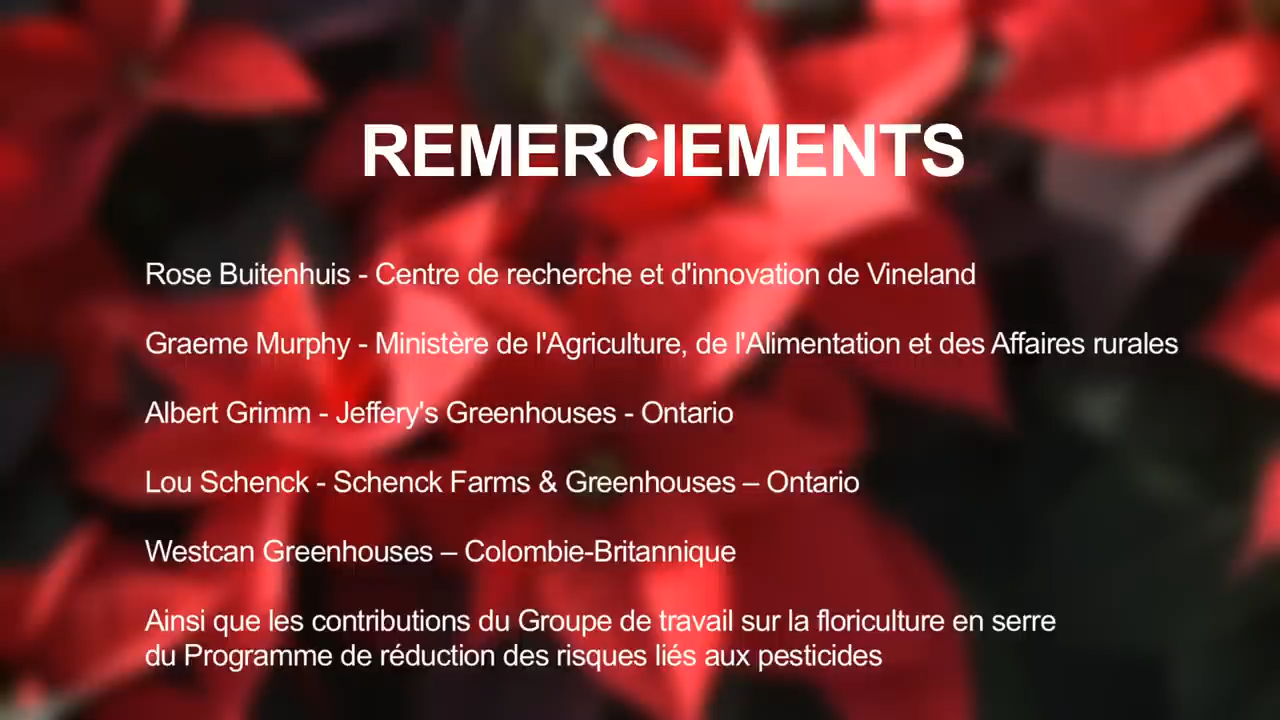 REMERCIEMENTS
Rose Buitenhuis - Centre de recherche et d'innovation de Vineland
Graeme Murphy - Ministère de l'Agriculture, de l'Alimentation et des Affaires rurales
Albert Grimm - Jeffery's Greenhouses - Ontario
Lou Schenck - Schenck Farms & Greenhouses – Ontario
Westcan Greenhouses – Colombie-Britannique
Ainsi que les contributions du Groupe de travail sur la floriculture en serre
du Programme de réduction des risques liés aux pesticides